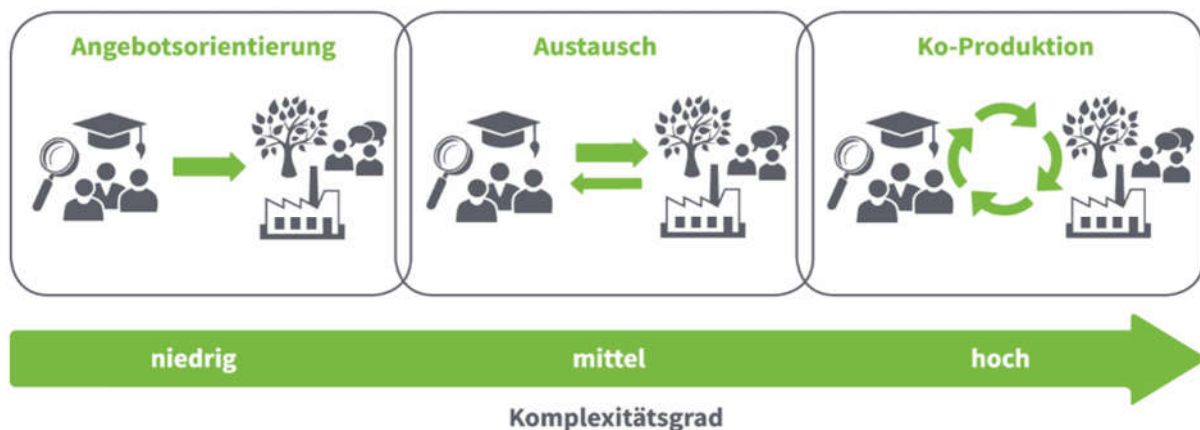 Angebotsorientierung
Austausch
Ko-Produktion
niedrig
mittel
hoch
Komplexitätsgrad